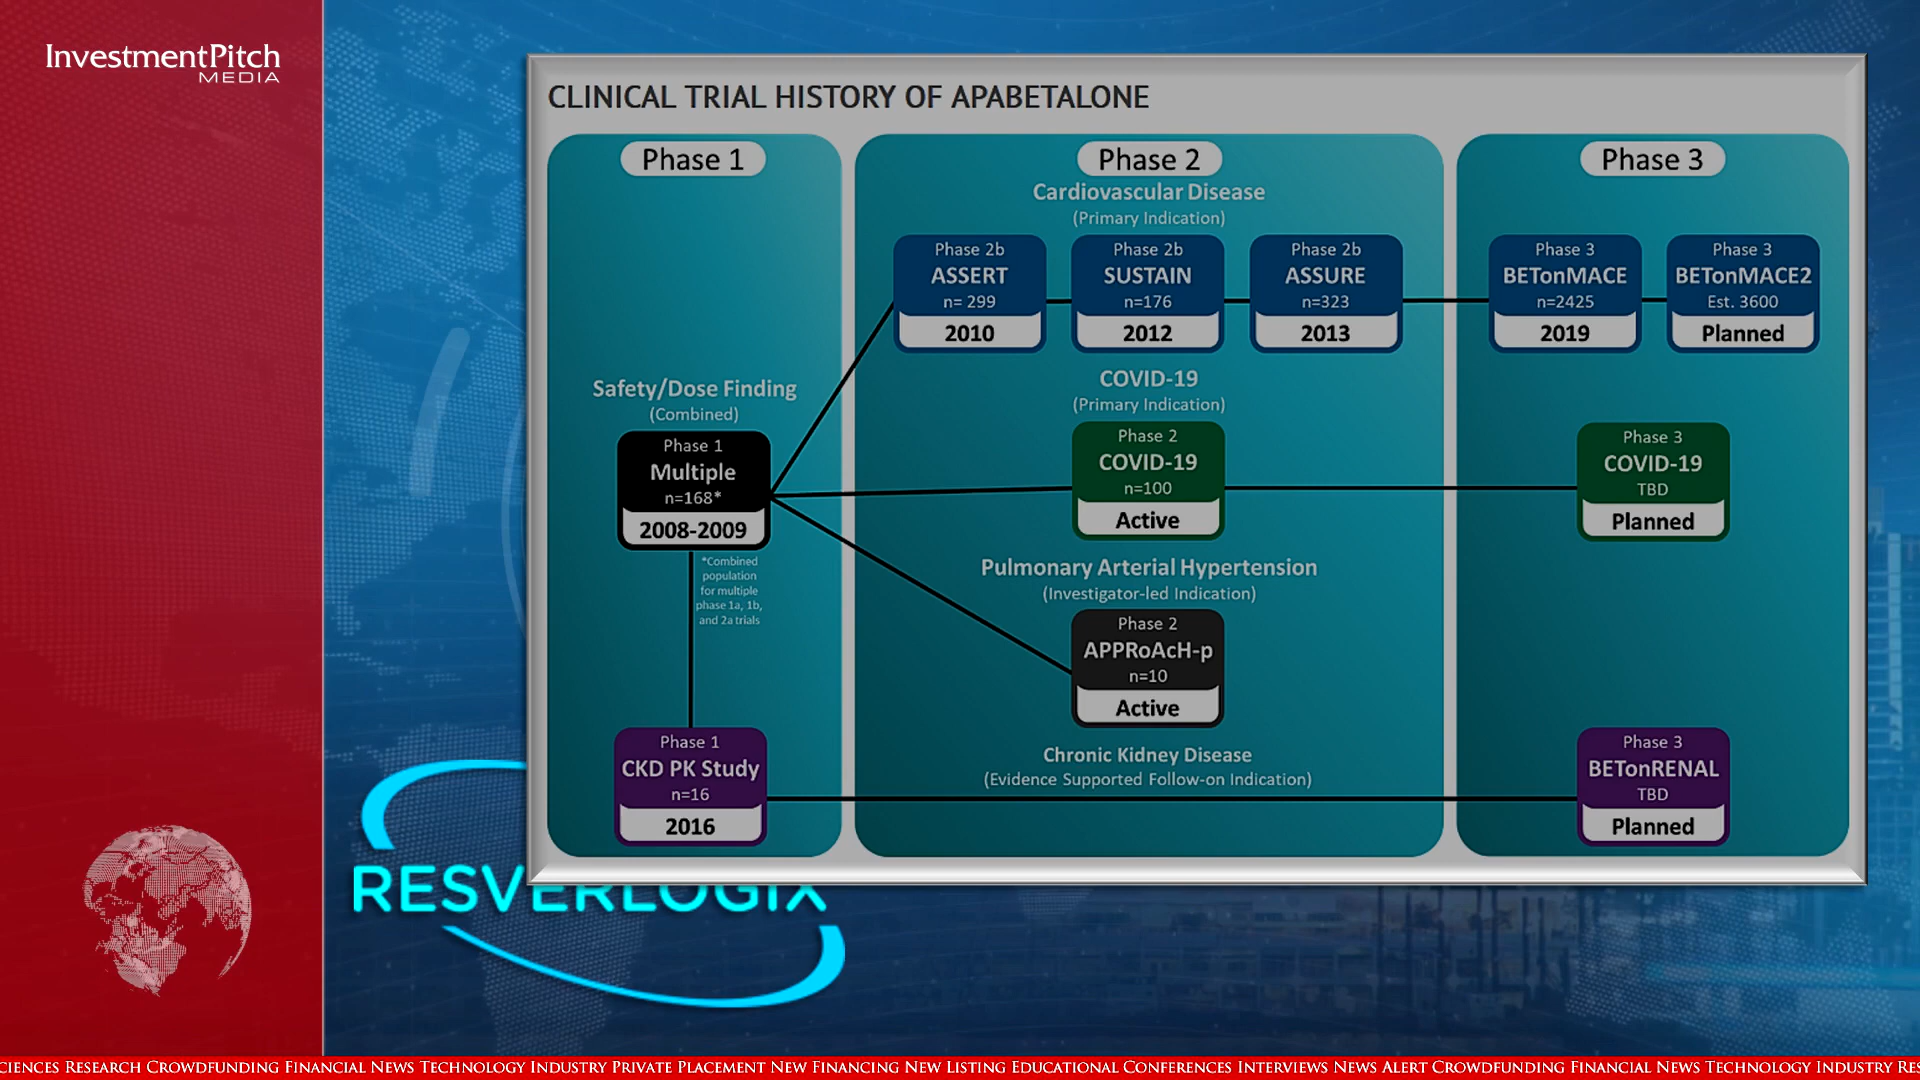 InvestmentPitch
MEDIA
CLINICAL TRIAL HISTORY OF APABETALONE
Phase 1
Safety/Dose Finding
(Combined)
Phase 1
Multiple
n=168*
2008-2009
*Combined
population
for multiple
phase 1a, 1b,
and 2a trials
Phase 1
CKD PK Study
n=16
2016
Phase 2
Cardiovascular Disease
(Primary Indication)
Phase 2b
ASSERT
n= 299
2010
Phase 2b
SUSTAIN
n=176
2012
Phase 2b
ASSURE
n=323
2013
COVID-19
(Primary Indication)
Phase 2
COVID-19
n=100
Active
Pulmonary Arterial Hypertension
(Investigator-led Indication)
Phase 2
APPRoAcH-p
n=10
Active
Chronic Kidney Disease
(Evidence Supported Follow-on Indication)
Phase 3
Phase 3
BETonMACE
n=2425
2019
Phase 3
BETonMACE2
Est. 3600
Planned
Phase 3
COVID-19
TBD
Planned
Phase 3
BETonRENAL
TBD
Planned
RESVERLOGIX
CIENCES RESEARCH CROWDFUNDING FINANCIAL NEWS TECHNOLOGY INDUSTRY PRIVATE PLACEMENT NEW FINANCING NEW LISTING EDUCATIONAL CONFERENCES INTERVIEWS NEWS ALERT CROWDFUNDING FINANCIAL NEWS TECHNOLOGY INDUSTRY RES